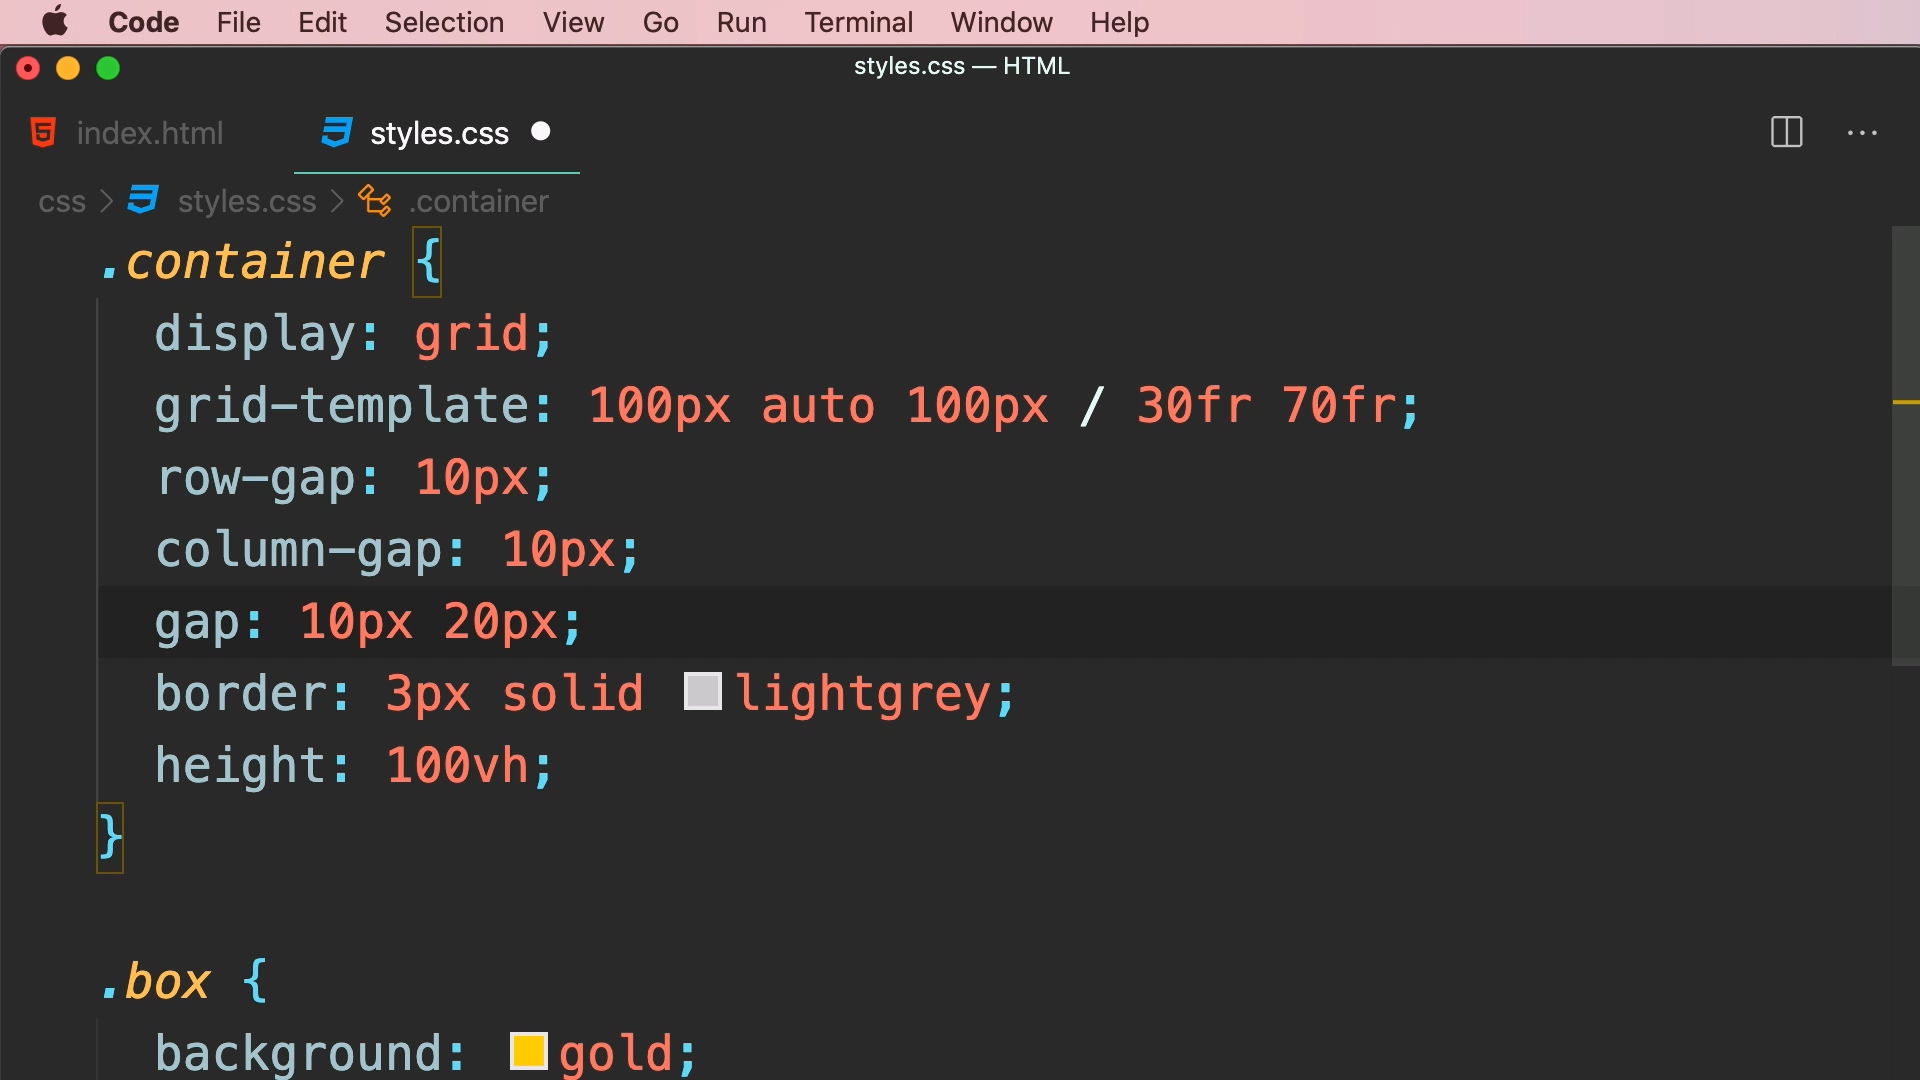 Code File Edit Selection View Go Run Terminal Window Help
styles.css — HTML
index.html styles.css
css > styles.css > .container
.container {
display: grid;
grid-template: 100px auto 100px / 30fr 70fr;
row-gap: 10px;
column-gap: 10px;
gap: 10px 20px;
border: 3px solid lightgrey;
height: 100vh;
}
.box {
background: gold;